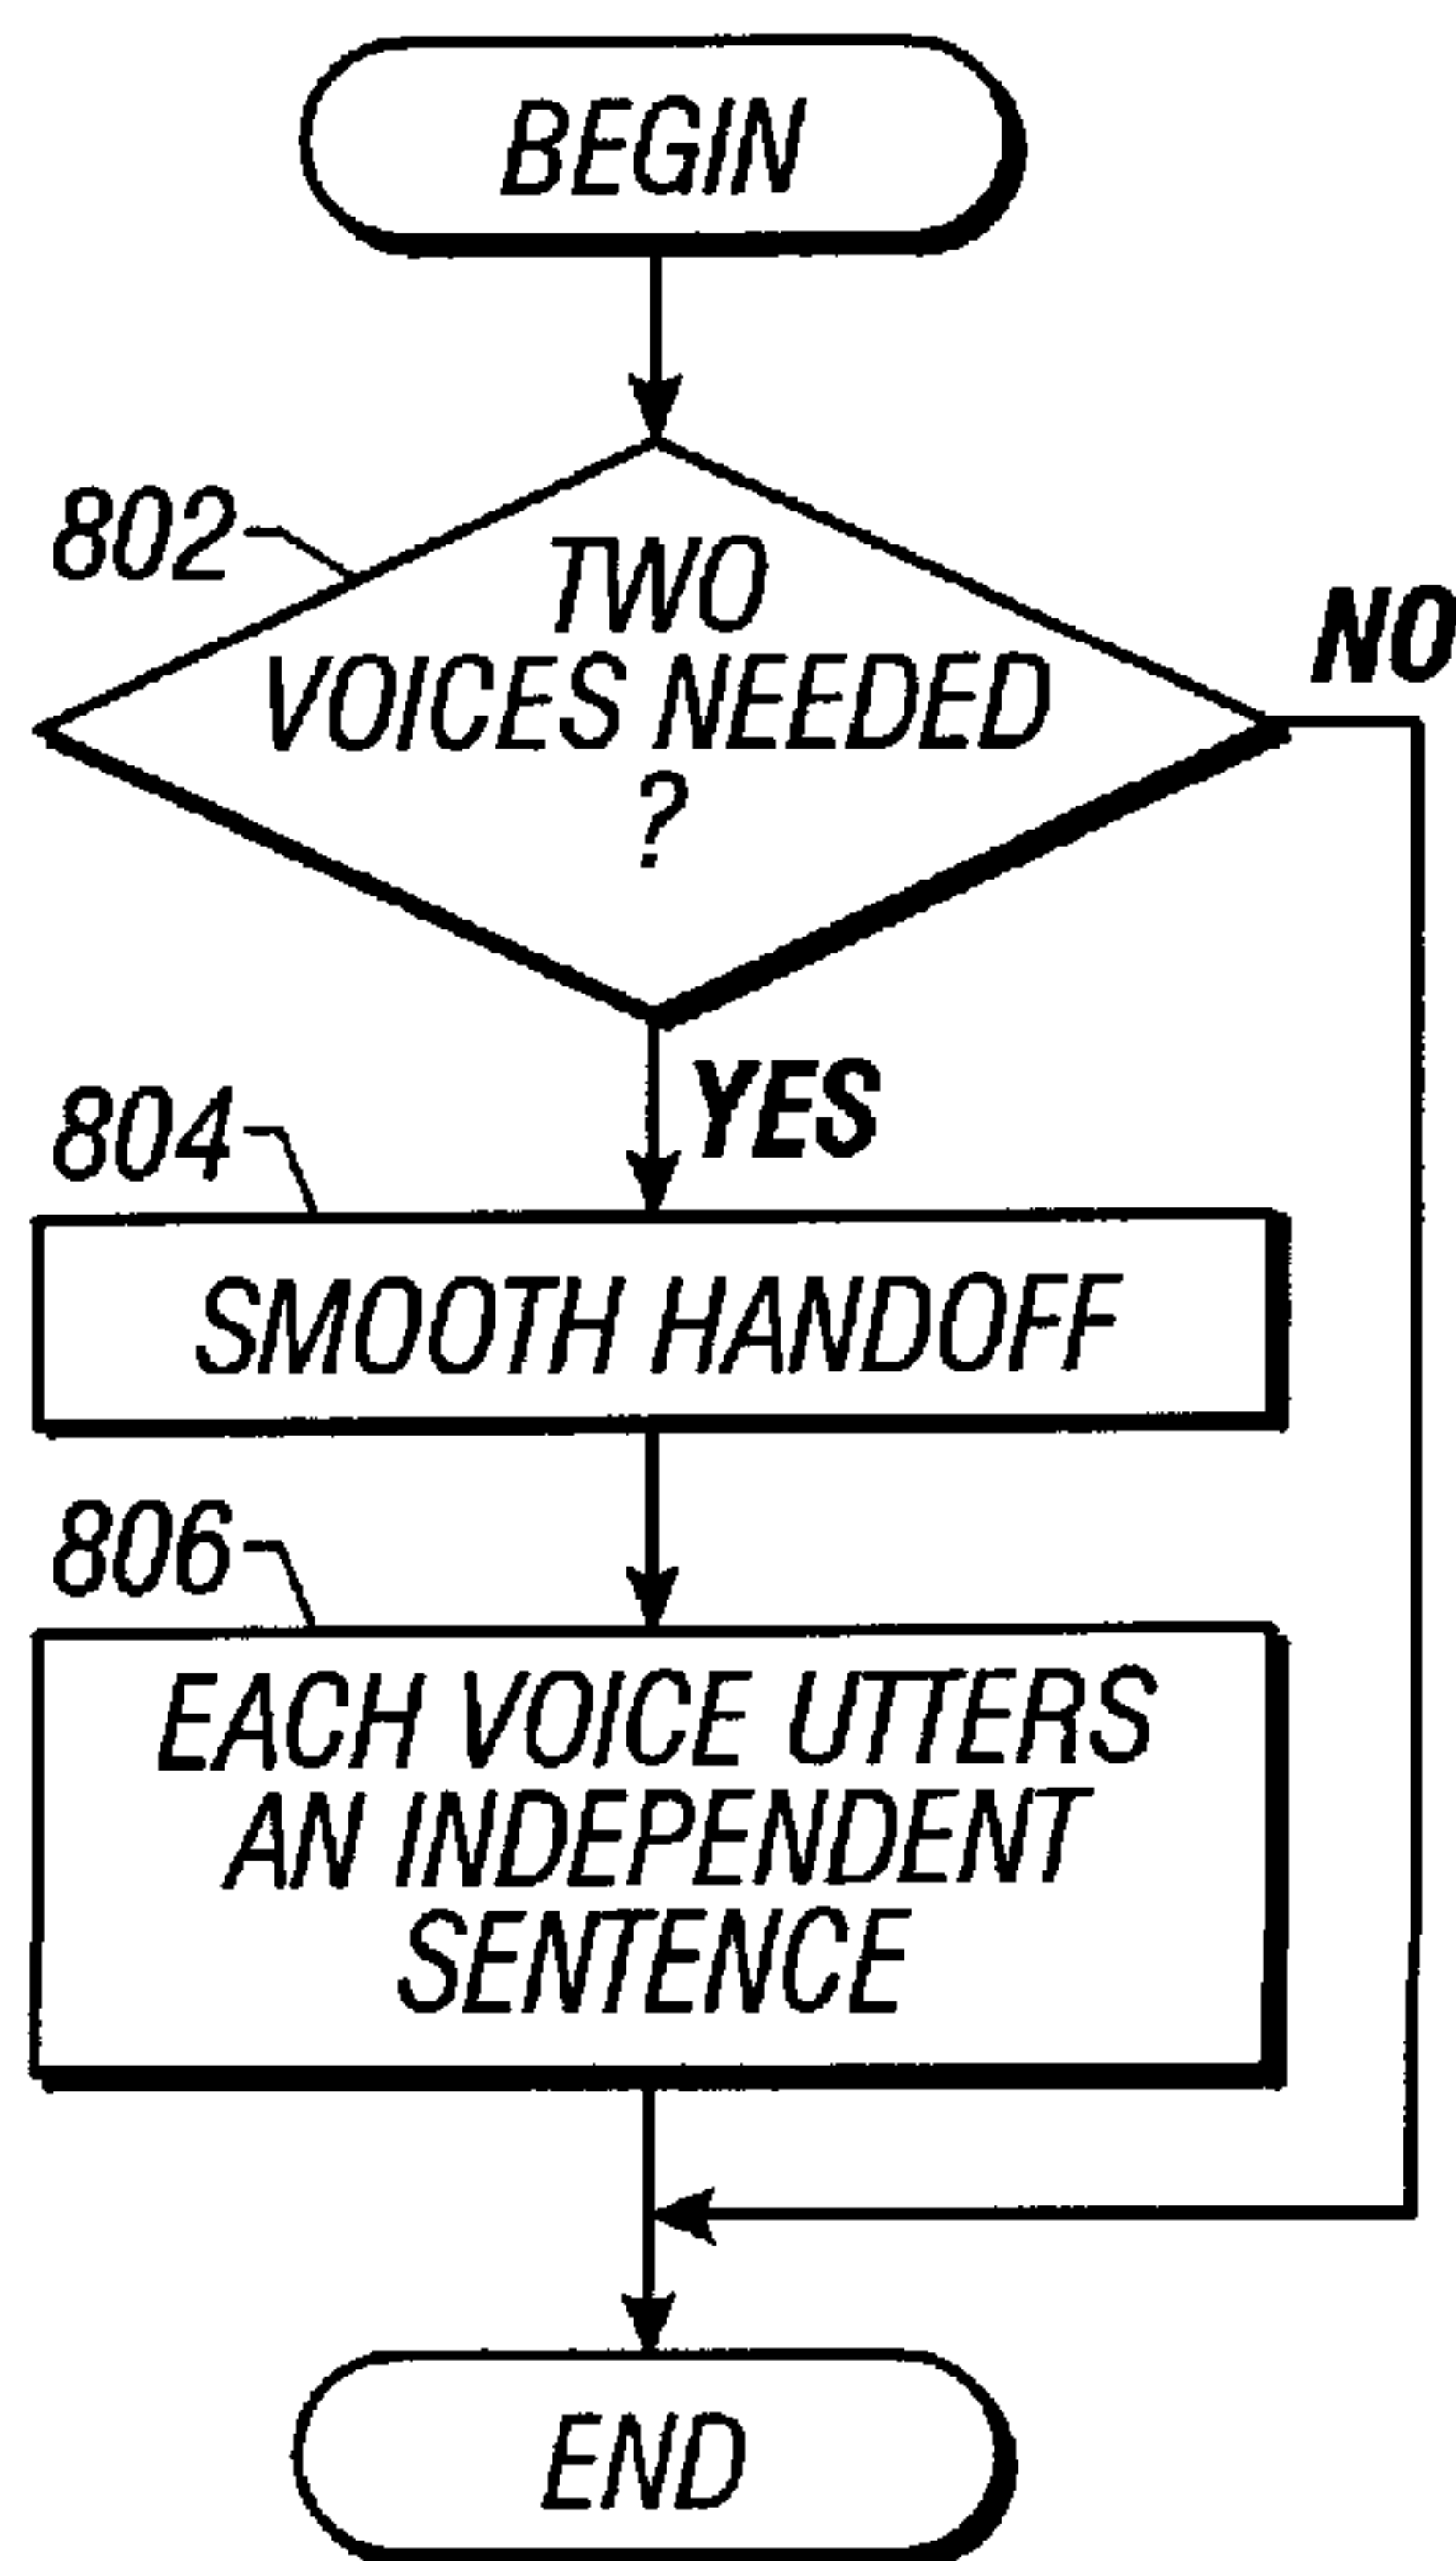 BEGIN
802
TWO
VOICES NEEDED
?
NO
YES
804
SMOOTH HANDOFF
806
EACH VOICE UTTERS
AN INDEPENDENT
SENTENCE
END